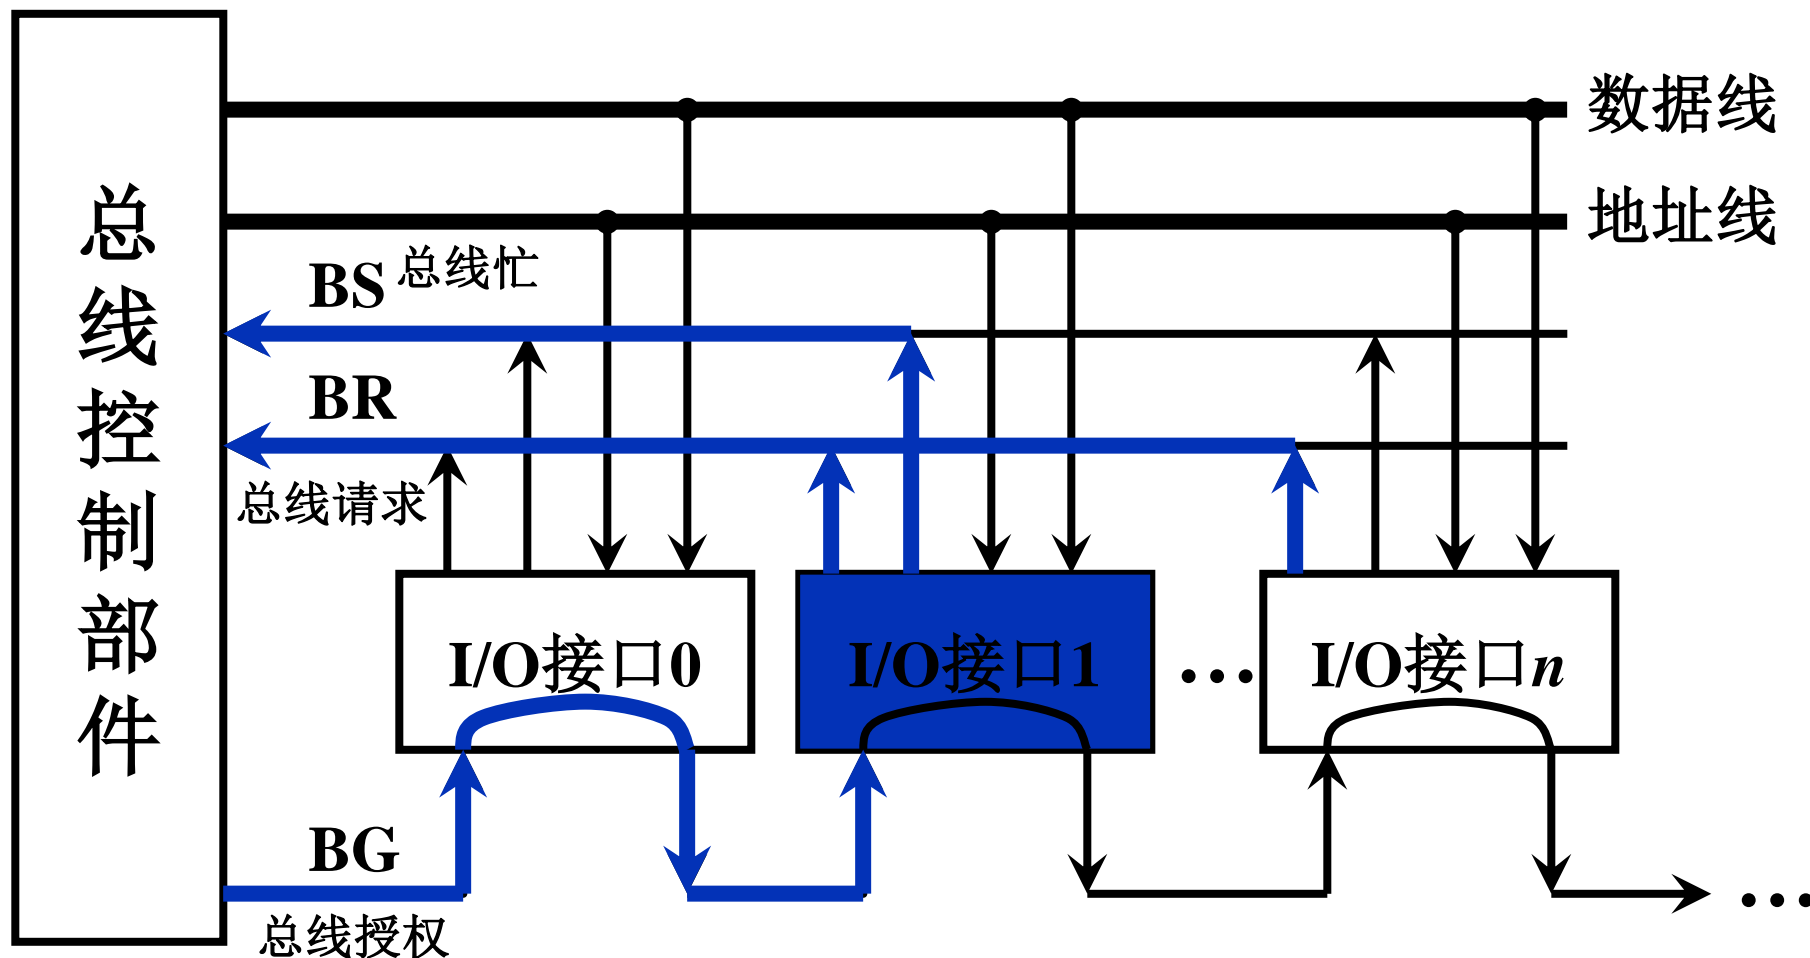 总线控制部件
数据线
地址线
BS 总线忙
BR
总线请求
I/O接口0
I/O接口1
…
I/O接口n
BG
总线授权
…